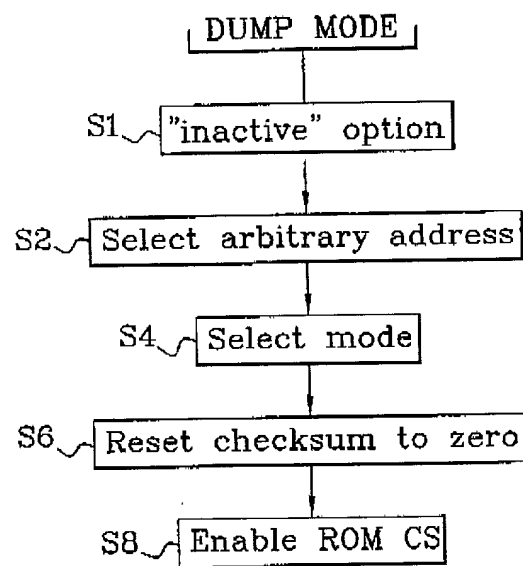 DUMP MODE
S1 "inactive" option
S2 Select arbitrary address
S4 Select mode
S6 Reset checksum to zero
S8 Enable ROM CS